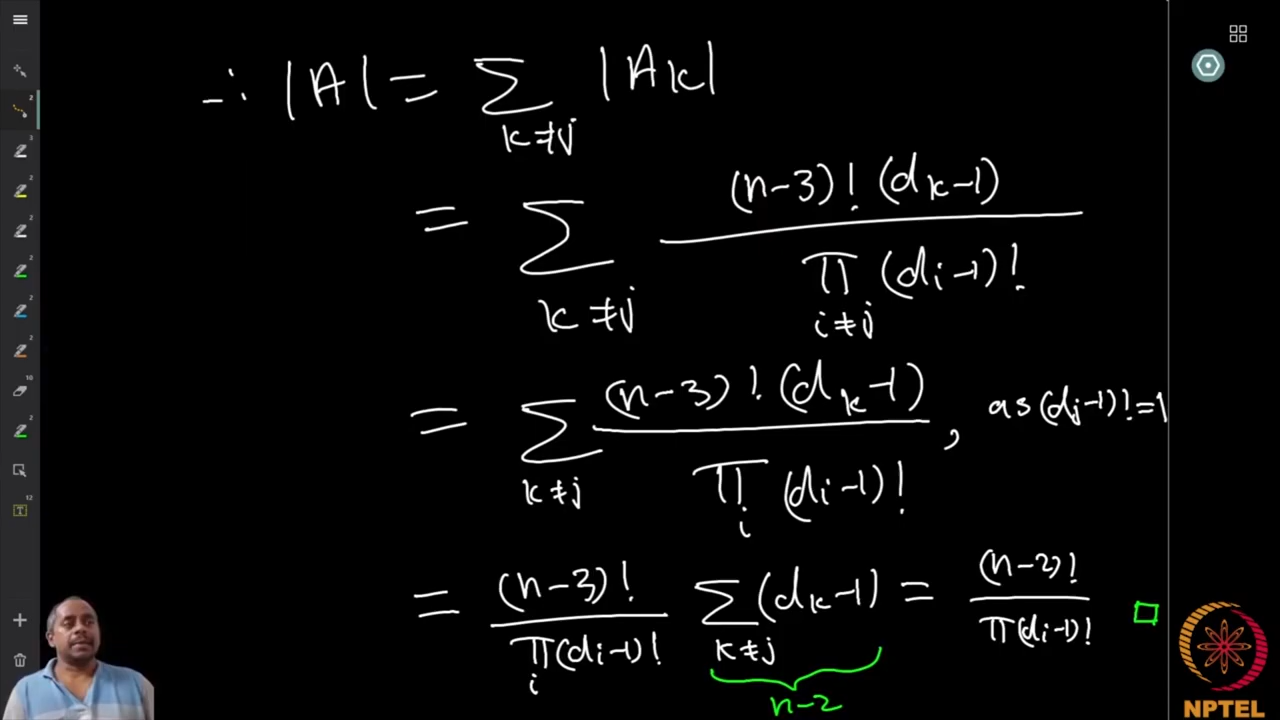 ∴ |A| = ∑_{k≠j} |A_k|
= ∑_{k≠j} (n-3)! (d_k-1) / ∏_{i≠j} (d_i-1)!
= ∑_{k≠j} (n-3)! (d_k-1) / ∏_i (d_i-1)! , as (d_j-1)! = 1
= (n-3)! / ∏_i (d_i-1)! ∑_{k≠j} (d_k-1) = (n-2)! / ∏(d_i-1)! □
n-2
NPTEL